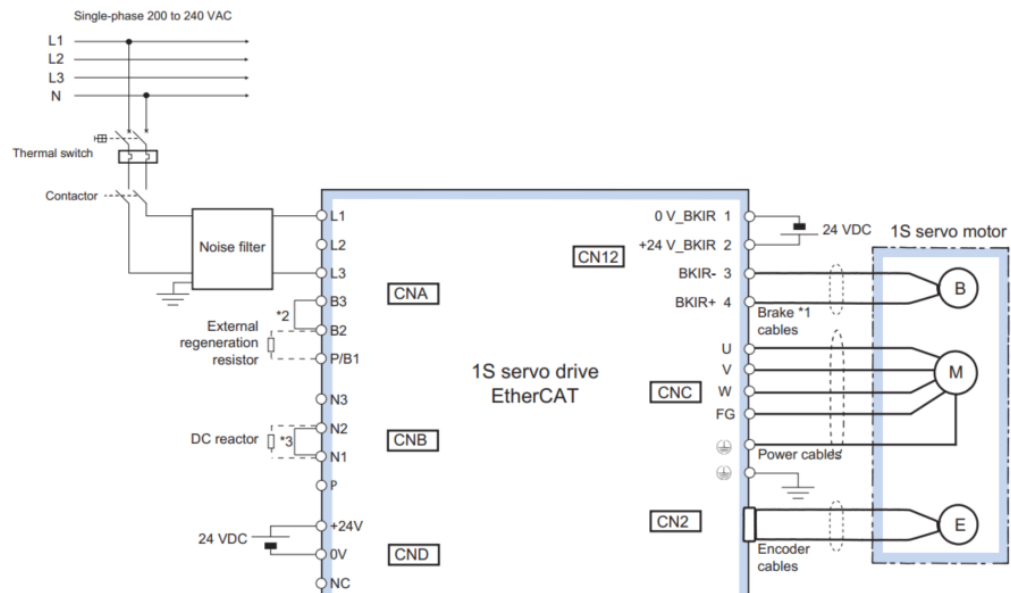 Single-phase 200 to 240 VAC
L1
L2
L3
N
Thermal switch
Contactor
Noise filter
L1
L2
L3
B3
*2
B2
External
regeneration
resistor
P/B1
N3
N2
DC reactor
*3
N1
P
+24V
24 VDC
0V
NC
CNA
CNB
CND
1S servo drive
EtherCAT
CN12
CNC
CN2
0 V_BKIR 1
+24 V_BKIR 2
BKIR- 3
BKIR+ 4
24 VDC
1S servo motor
Brake *1
cables
B
U
V
W
FG
M
Power cables
E
Encoder
cables